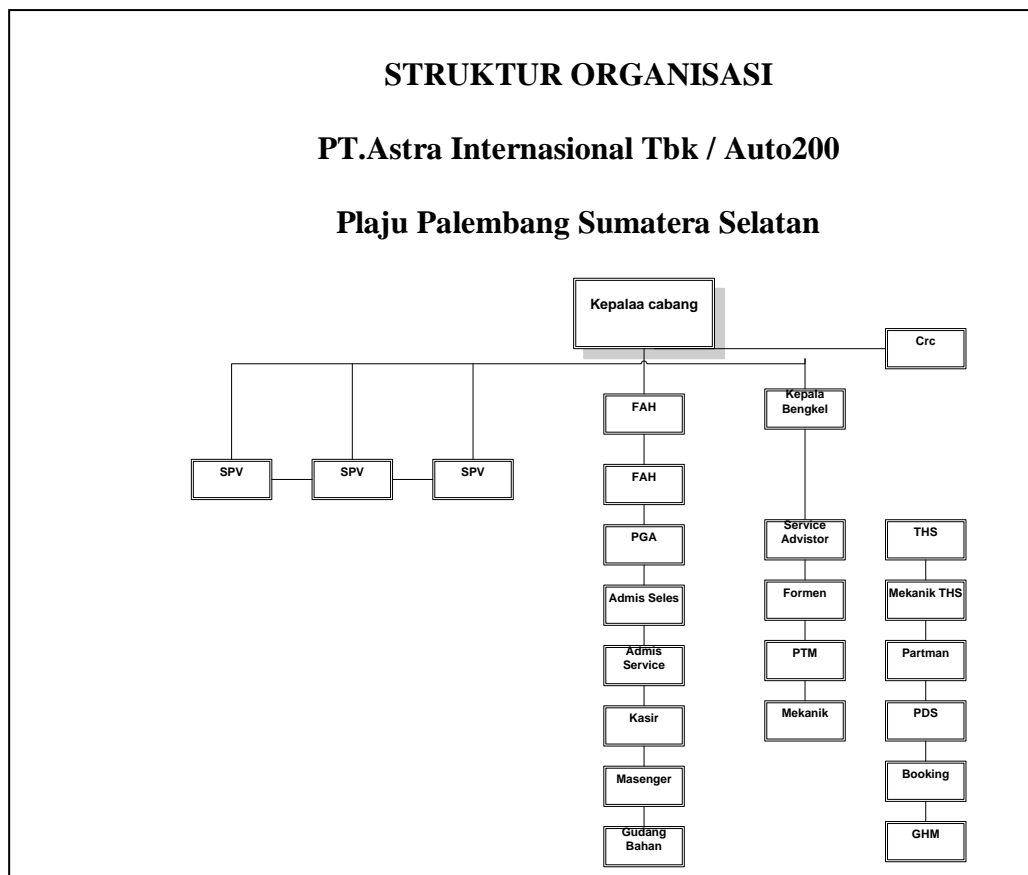 STRUKTUR ORGANISASI
PT.Astra Internasional Tbk / Auto200
Plaju Palembang Sumatera Selatan
Kepalaa cabang
Crc
FAH
Kepala
Bengkel
SPV
SPV
SPV
FAH
PGA
Service
Advistor
THS
Admis Seles
Formen
Mekanik THS
Admis
Service
PTM
Partman
Kasir
Mekanik
PDS
Masenger
Booking
Gudang
Bahan
GHM